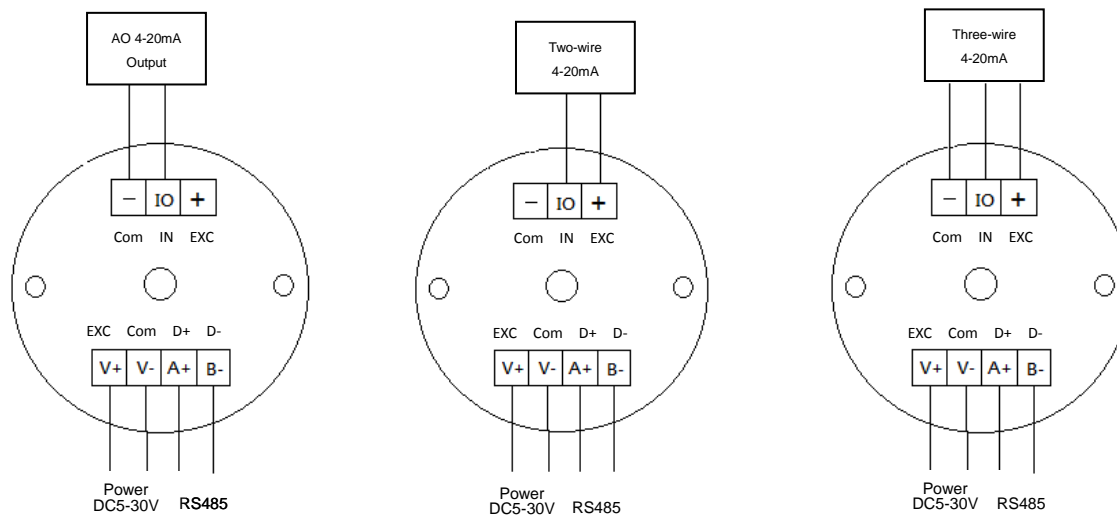 AO 4-20mA
Output
– IO +
Com IN EXC
EXC Com D+ D-
V+ V- A+ B-
Power
DC5-30V RS485
Two-wire
4-20mA
– IO +
Com IN EXC
EXC Com D+ D-
V+ V- A+ B-
Power
DC5-30V RS485
Three-wire
4-20mA
– IO +
Com IN EXC
EXC Com D+ D-
V+ V- A+ B-
Power
DC5-30V RS485